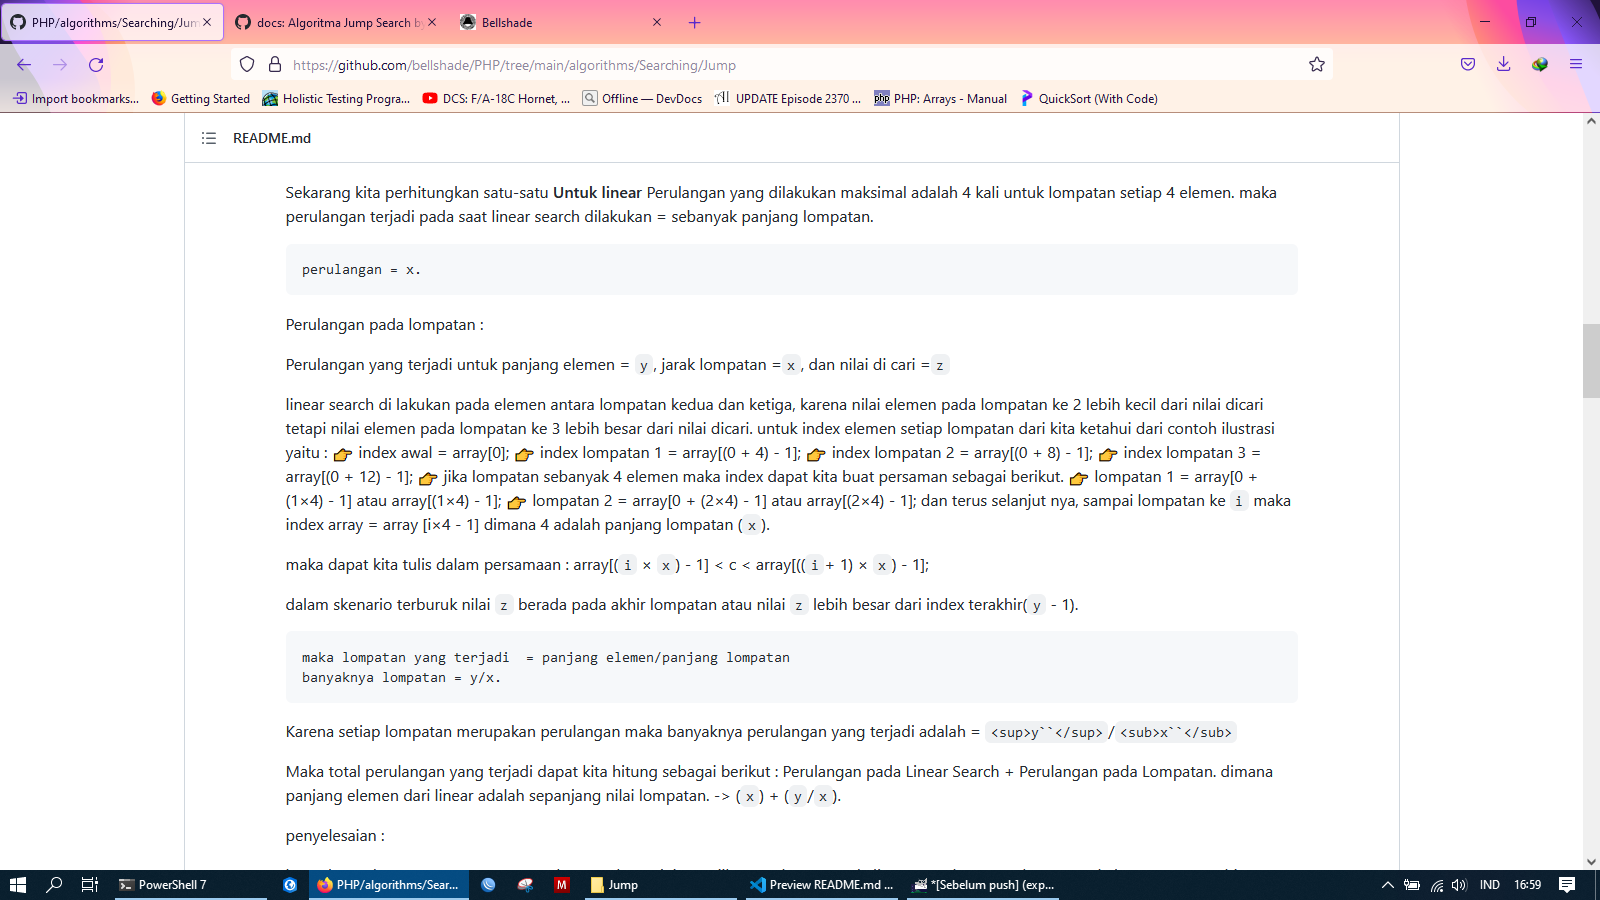 PHP/algorithms/Searching/Jum
docs: Algoritma Jump Search by
Bellshade
https://github.com/bellshade/PHP/tree/main/algorithms/Searching/Jump
Import bookmarks...
Getting Started
Holistic Testing Progra...
DCS: F/A-18C Hornet, ...
Offline — DevDocs
UPDATE Episode 2370 ...
PHP: Arrays - Manual
QuickSort (With Code)
README.md
Sekarang kita perhitungkan satu-satu Untuk linear Perulangan yang dilakukan maksimal adalah 4 kali untuk lompatan setiap 4 elemen. maka
perulangan terjadi pada saat linear search dilakukan = sebanyak panjang lompatan.
perulangan = x.
Perulangan pada lompatan :
Perulangan yang terjadi untuk panjang elemen = y , jarak lompatan = x , dan nilai di cari = z
linear search di lakukan pada elemen antara lompatan kedua dan ketiga, karena nilai elemen pada lompatan ke 2 lebih kecil dari nilai dicari
tetapi nilai elemen pada lompatan ke 3 lebih besar dari nilai dicari. untuk index elemen setiap lompatan dari kita ketahui dari contoh ilustrasi
yaitu : 👉 index awal = array[0]; 👉 index lompatan 1 = array[(0 + 4) - 1]; 👉 index lompatan 2 = array[(0 + 8) - 1]; 👉 index lompatan 3 =
array[(0 + 12) - 1]; 👉 jika lompatan sebanyak 4 elemen maka index dapat kita buat persaman sebagai berikut. 👉 lompatan 1 = array[0 +
(1×4) - 1] atau array[(1×4) - 1]; 👉 lompatan 2 = array[0 + (2×4) - 1] atau array[(2×4) - 1]; dan terus selanjut nya, sampai lompatan ke i maka
index array = array [i×4 - 1] dimana 4 adalah panjang lompatan ( x ).
maka dapat kita tulis dalam persamaan : array[( i × x ) - 1] < c < array[(( i + 1) × x ) - 1];
dalam skenario terburuk nilai z berada pada akhir lompatan atau nilai z lebih besar dari index terakhir( y - 1).
maka lompatan yang terjadi  = panjang elemen/panjang lompatan
banyaknya lompatan = y/x.
Karena setiap lompatan merupakan perulangan maka banyaknya perulangan yang terjadi adalah = <sup>y``</sup> / <sub>x``</sub>
Maka total perulangan yang terjadi dapat kita hitung sebagai berikut : Perulangan pada Linear Search + Perulangan pada Lompatan. dimana
panjang elemen dari linear adalah sepanjang nilai lompatan. -> ( x ) + ( y / x ).
penyelesaian :
PowerShell 7
PHP/algorithms/Sear...
M
Jump
Preview README.md ...
*[Sebelum push] (exp...
IND
16:59